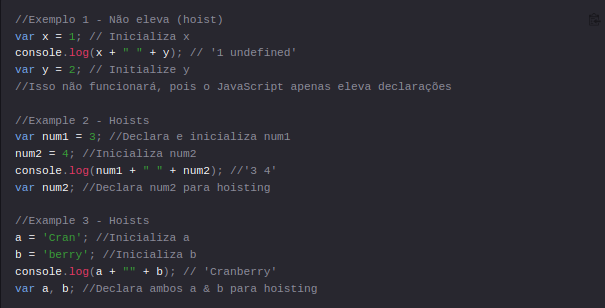 //Exemplo 1 - Não eleva (hoist)
var x = 1; // Inicializa x
console.log(x + " " + y); // '1 undefined'
var y = 2; // Initialize y
//Isso não funcionará, pois o JavaScript apenas eleva declarações
//Example 2 - Hoists
var num1 = 3; //Declara e inicializa num1
num2 = 4; //Inicializa num2
console.log(num1 + " " + num2); //'3 4'
var num2; //Declara num2 para hoisting
//Example 3 - Hoists
a = 'Cran'; //Inicializa a
b = 'berry'; //Inicializa b
console.log(a + "" + b); // 'Cranberry'
var a, b; //Declara ambos a & b para hoisting